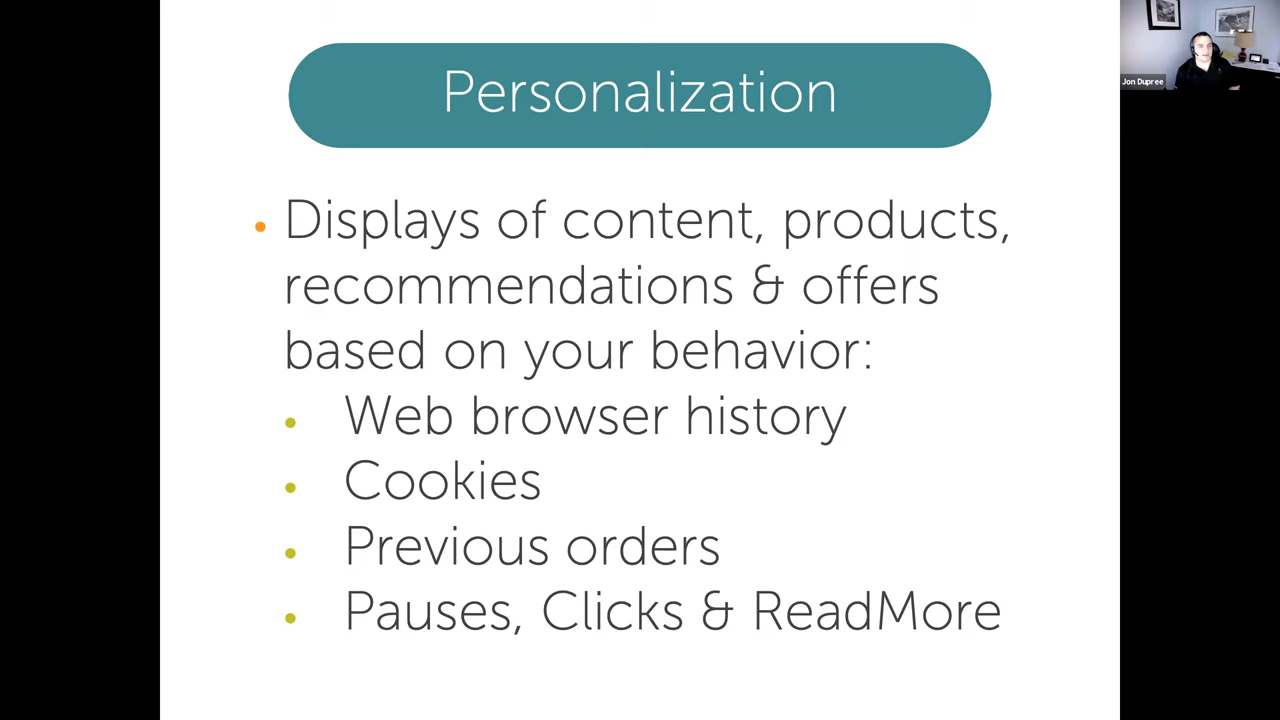 Personalization
Jon Dupree
• Displays of content, products,
recommendations & offers
based on your behavior:
• Web browser history
• Cookies
• Previous orders
• Pauses, Clicks & ReadMore